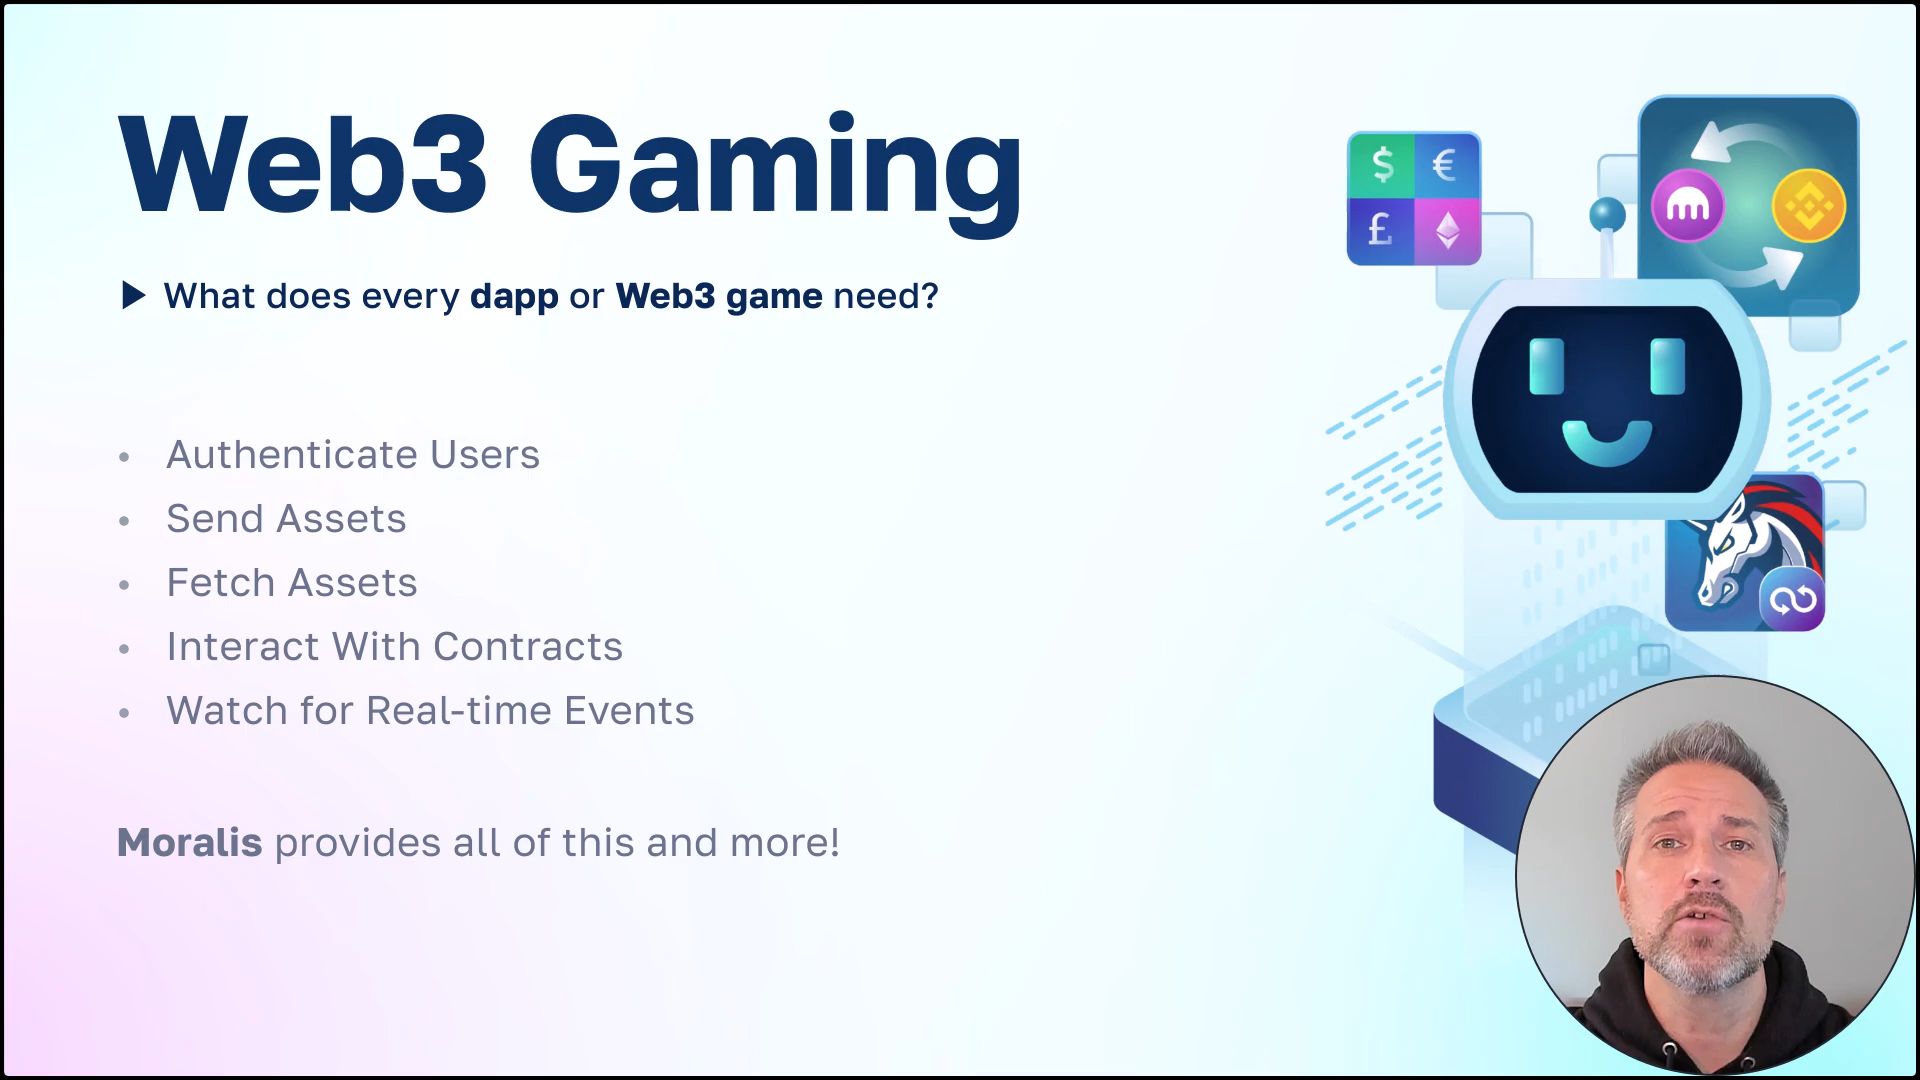 Web3 Gaming
▶ What does every dapp or Web3 game need?
• Authenticate Users
• Send Assets
• Fetch Assets
• Interact With Contracts
• Watch for Real-time Events
Moralis provides all of this and more!
$ €
£